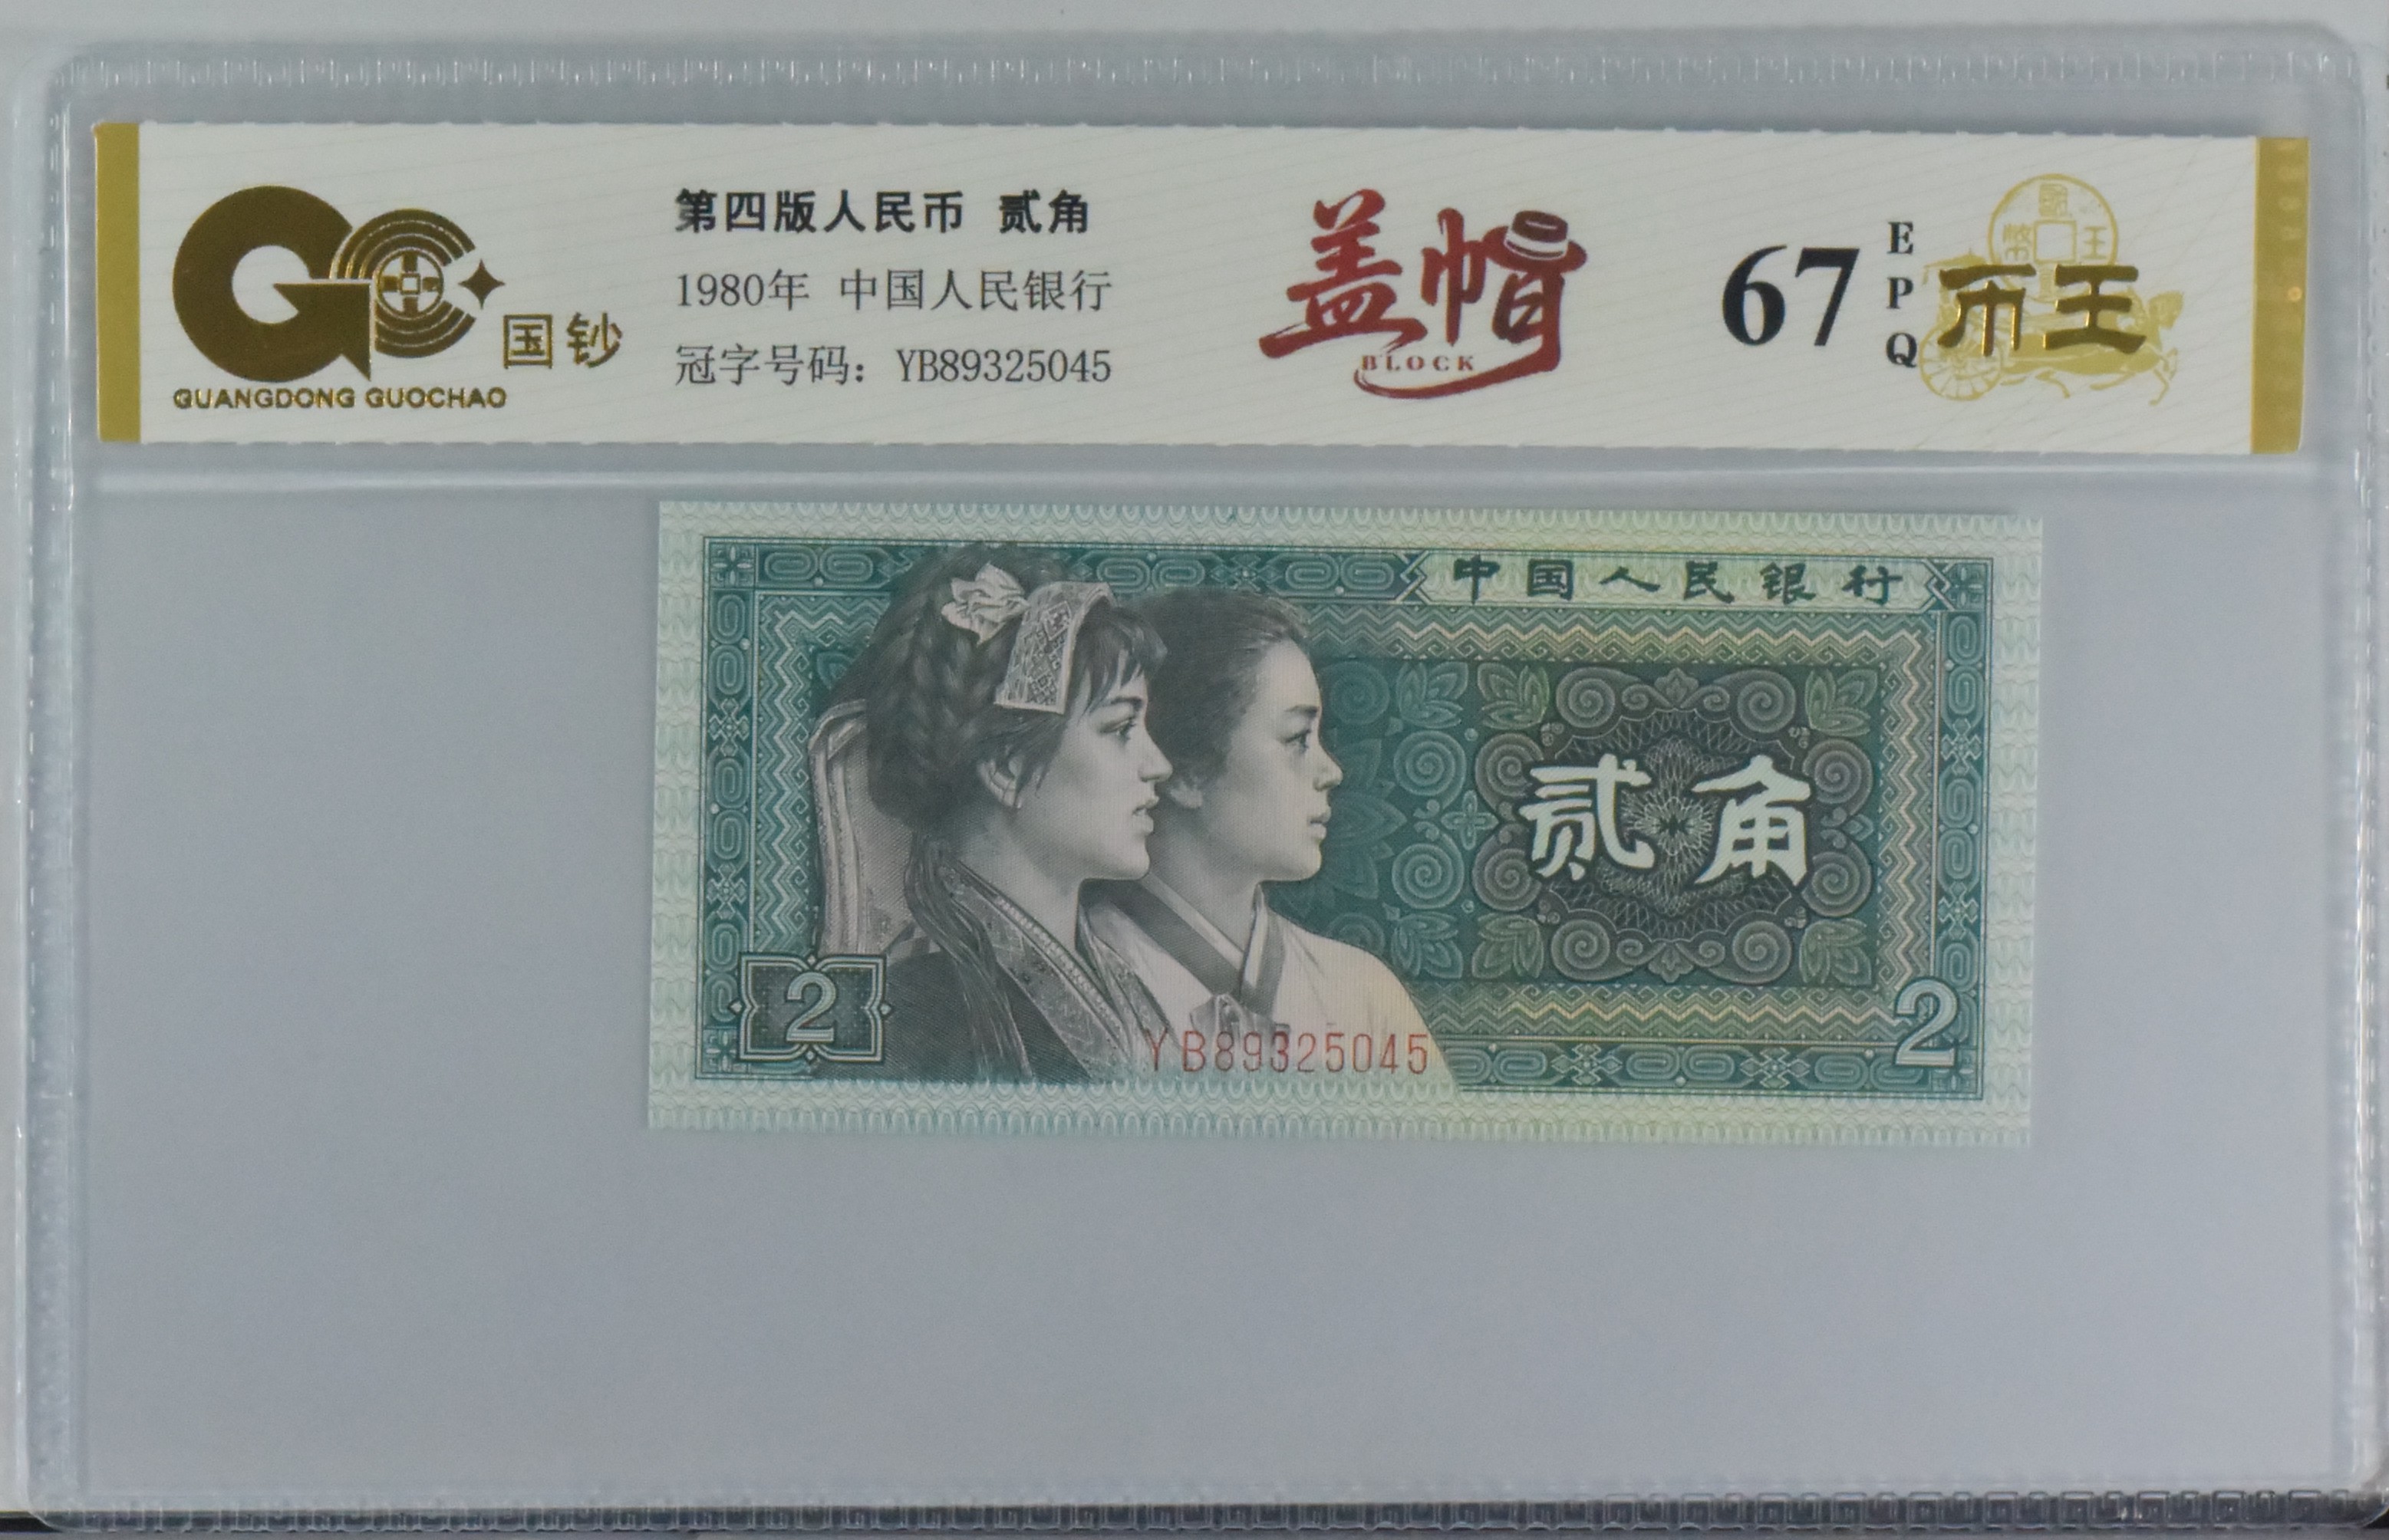 国钞
GUANGDONG GUOCHAO
第四版人民币 贰角
1980年 中国人民银行
冠字号码：YB89325045
盖帽
BLOCK
67
EPQ
币王
中国人民银行
贰角
2
2
YB89325045